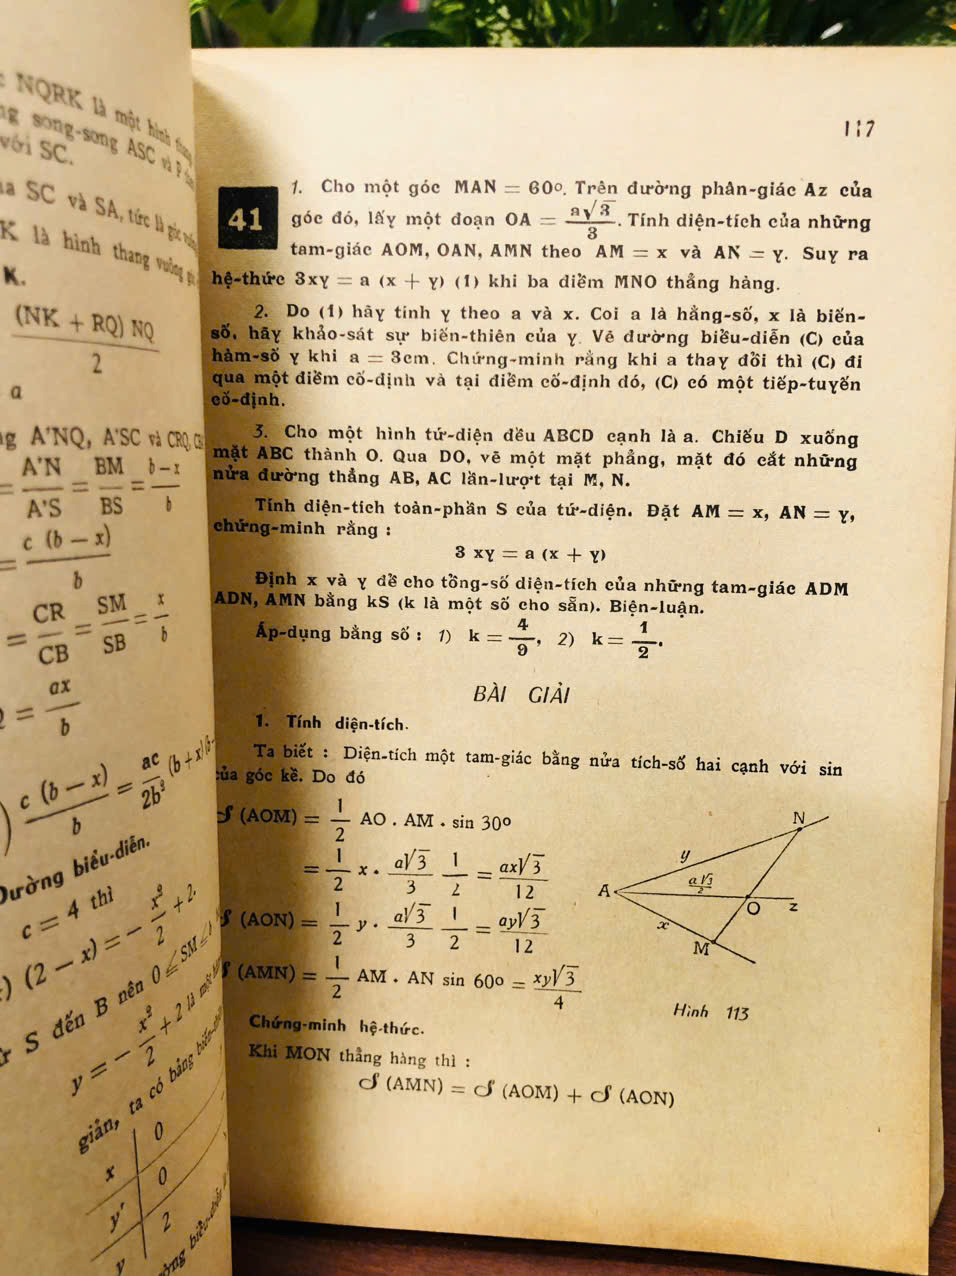 NQRK là một hình thang
song-song ASC và P
với SC.
SC và SA, tức là góc
K là hình thang vuông
K.
(NK + RQ) NQ
2
a
A'NQ, A'SC và CRQ,
= A'N/A'S = BM/BS = b – x/b
= c (b – x)/b
= CR/CB = SM/SB = x/b
= ax/b
c (b – x)/b = ac/2b² (b + x)
Đường biểu-diễn.
c = 4 thì
(2 – x) = – x²/2 + 2.
S đến B nên 0 ≤ SM ≤
y = – x²/2 + 2 là một
giản, ta có bảng
x 0
y' 0
y 2
117
41
1. Cho một góc MAN = 60º. Trên đường phân-giác Az của
góc đó, lấy một đoạn OA = a√3/3. Tính diện-tích của những
tam-giác AOM, OAN, AMN theo AM = x và AN = y. Suy ra
hệ-thức 3xy = a (x + y) (1) khi ba điểm MNO thẳng hàng.
2. Do (1) hãy tính y theo a và x. Coi a là hằng-số, x là biến-
số, hãy khảo-sát sự biến-thiên của y. Vẽ đường biểu-diễn (C) của
hàm-số y khi a = 3cm. Chứng-minh rằng khi a thay đổi thì (C) đi
qua một điểm cố-định và tại điểm cố-định đó, (C) có một tiếp-tuyến
cố-định.
3. Cho một hình tứ-diện đều ABCD cạnh là a. Chiếu D xuống
mặt ABC thành O. Qua DO, vẽ một mặt phẳng, mặt đó cắt những
nửa đường thẳng AB, AC lần-lượt tại M, N.
Tính diện-tích toàn-phần S của tứ-diện. Đặt AM = x, AN = y,
chứng-minh rằng :
3 xy = a (x + y)
Định x và y để cho tổng-số diện-tích của những tam-giác ADM
ADN, AMN bằng kS (k là một số cho sẵn). Biện-luận.
Áp-dụng bằng số : 1) k = 4/9, 2) k = 1/2.
BÀI GIẢI
1. Tính diện-tích.
Ta biết : Diện-tích một tam-giác bằng nửa tích-số hai cạnh với sin
của góc kề. Do đó
S (AOM) = 1/2 AO . AM . sin 30º
= 1/2 x . a√3/3 1/2 = ax√3/12
S (AON) = 1/2 y . a√3/3 1/2 = ay√3/12
S (AMN) = 1/2 AM . AN sin 60º = xy√3/4
N
y
A
a√3/2
O
z
x
M
Hình 113
Chứng-minh hệ-thức.
Khi MON thẳng hàng thì :
S (AMN) = S (AOM) + S (AON)